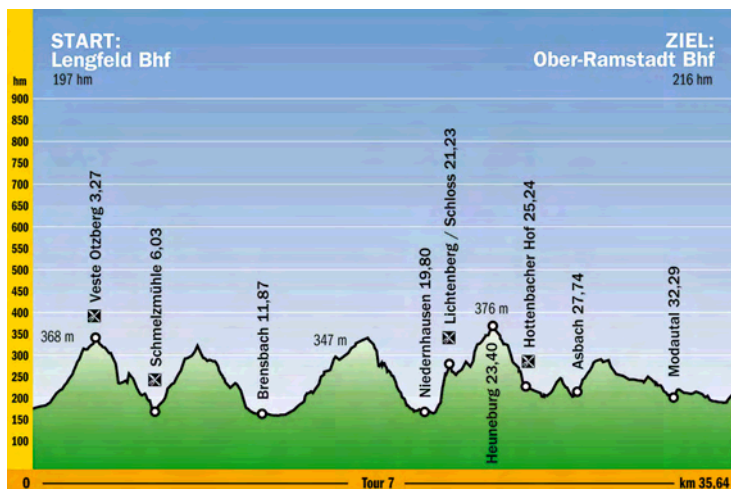 START:
Lengfeld Bhf
197 hm
ZIEL:
Ober-Ramstadt Bhf
216 hm
hm
900
850
800
750
700
650
600
550
500
450
400
350
300
250
200
150
100
368 m
Veste Otzberg 3,27
Schmelzmühle 6,03
Brensbach 11,87
347 m
Niedernhausen 19,80
Lichtenberg / Schloss 21,23
376 m
Heuneburg 23,40
Hottenbacher Hof 25,24
Asbach 27,74
Modautal 32,29
0
Tour 7
km 35,64